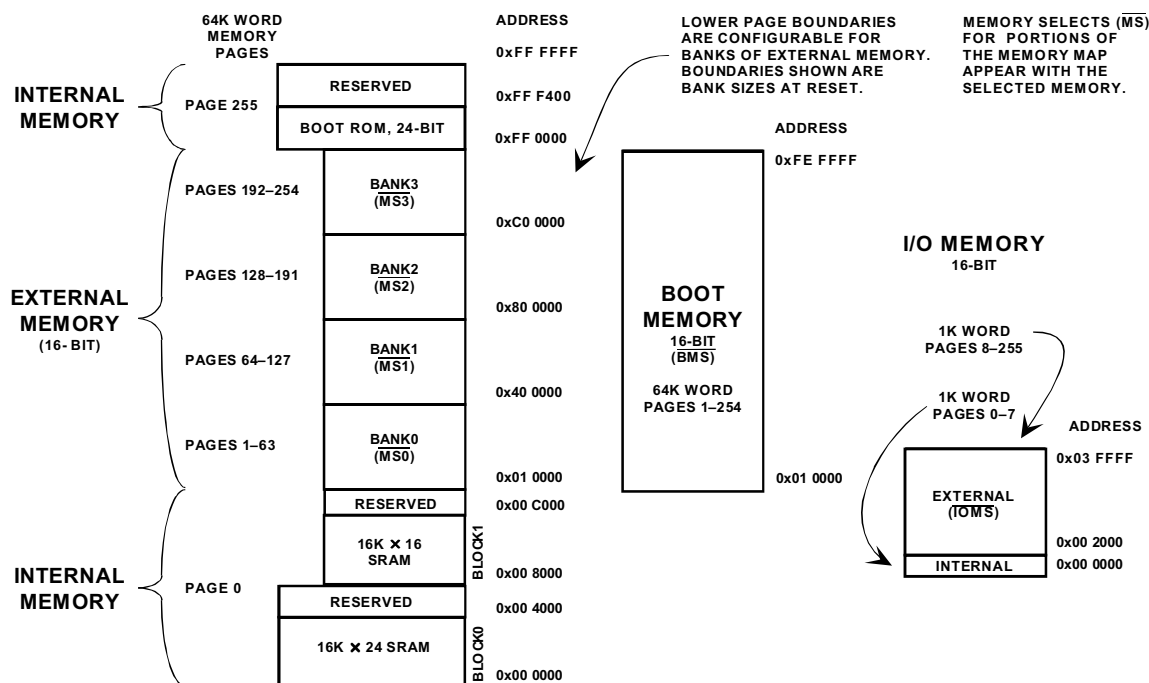 64K WORD
MEMORY
PAGES
ADDRESS
0xFF FFFF
INTERNAL
MEMORY
PAGE 255
RESERVED
0xFF F400
BOOT ROM, 24-BIT
0xFF 0000
PAGES 192–254
BANK3
(MS3)
0xC0 0000
EXTERNAL
MEMORY
(16- BIT)
PAGES 128–191
BANK2
(MS2)
0x80 0000
PAGES 64–127
BANK1
(MS1)
0x40 0000
PAGES 1–63
BANK0
(MS0)
0x01 0000
RESERVED
0x00 C000
INTERNAL
MEMORY
PAGE 0
16K × 16
SRAM
BLOCK1
0x00 8000
RESERVED
0x00 4000
16K × 24 SRAM
BLOCK0
0x00 0000
LOWER PAGE BOUNDARIES
ARE CONFIGURABLE FOR
BANKS OF EXTERNAL MEMORY.
BOUNDARIES SHOWN ARE
BANK SIZES AT RESET.
MEMORY SELECTS (MS)
FOR PORTIONS OF
THE MEMORY MAP
APPEAR WITH THE
SELECTED MEMORY.
ADDRESS
0xFE FFFF
BOOT
MEMORY
16-BIT
(BMS)
64K WORD
PAGES 1–254
0x01 0000
I/O MEMORY
16-BIT
1K WORD
PAGES 8–255
1K WORD
PAGES 0–7
ADDRESS
0x03 FFFF
EXTERNAL
(IOMS)
0x00 2000
INTERNAL
0x00 0000